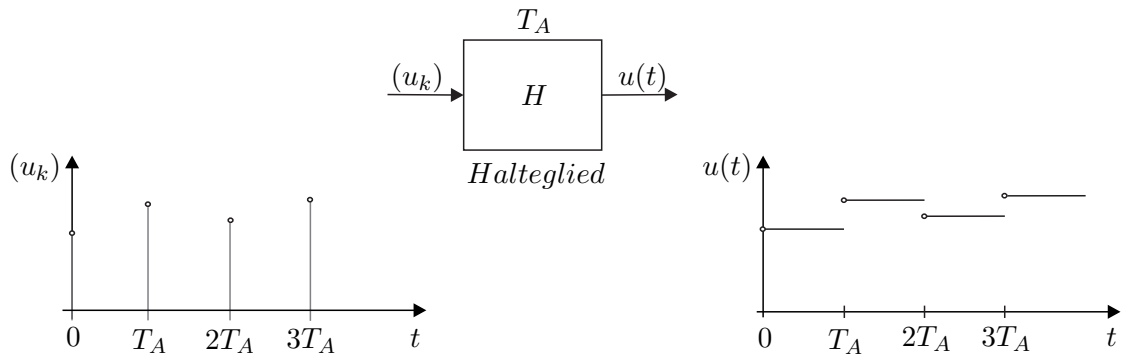 T_A
(u_k)
H
u(t)
Halteglied
(u_k)
0
T_A
2T_A
3T_A
t
u(t)
0
T_A
2T_A
3T_A
t